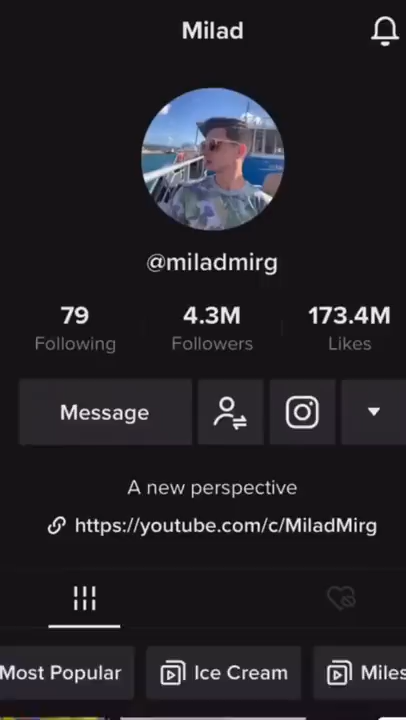 Milad
@miladmirg
79 4.3M 173.4M
Following Followers Likes
Message
A new perspective
https://youtube.com/c/MiladMirg
Most Popular Ice Cream Miles